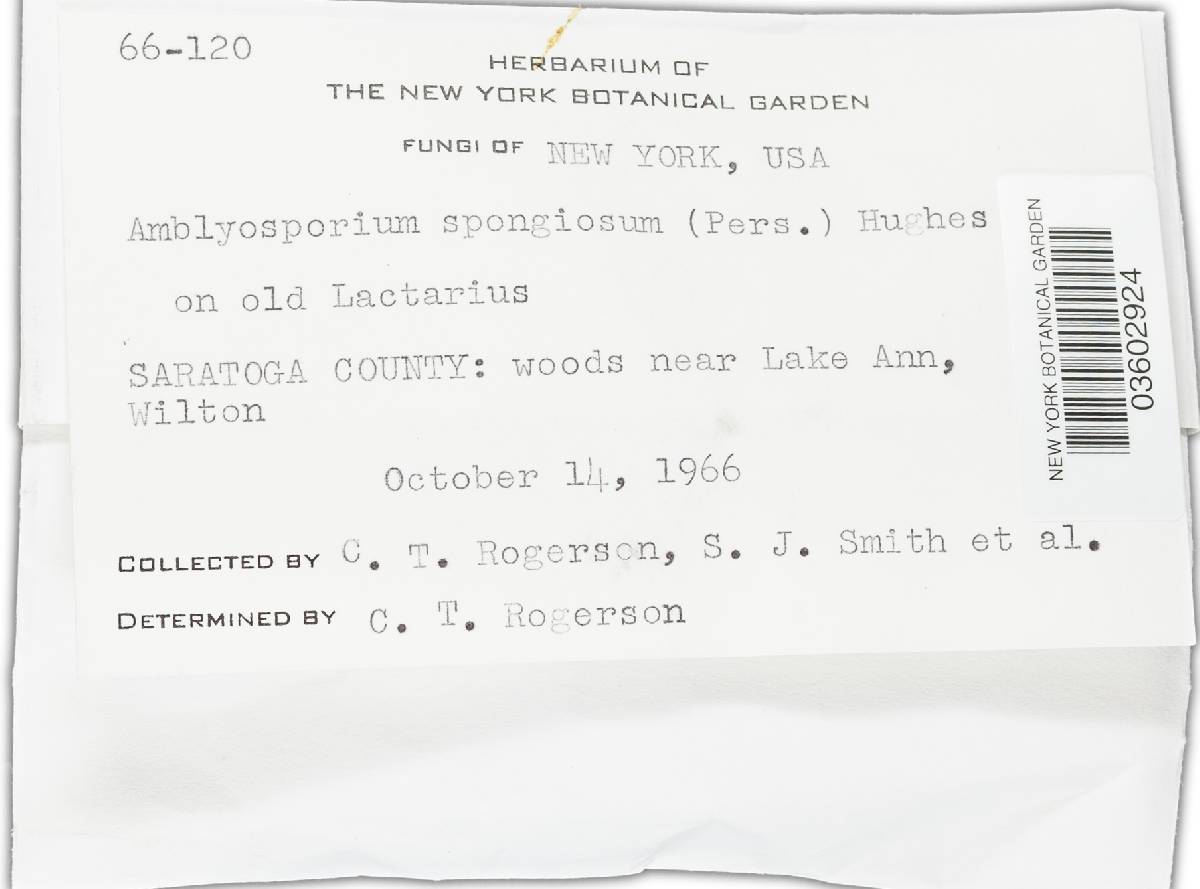 66-120
HERBARIUM OF
THE NEW YORK BOTANICAL GARDEN
FUNGI OF NEW YORK, USA
Amblyosporium spongiosum (Pers.) Hughes
on old Lactarius
SARATOGA COUNTY: woods near Lake Ann,
Wilton
October 14, 1966
COLLECTED BY C. T. Rogerson, S. J. Smith et al.
DETERMINED BY C. T. Rogerson
NEW YORK BOTANICAL GARDEN
03602924